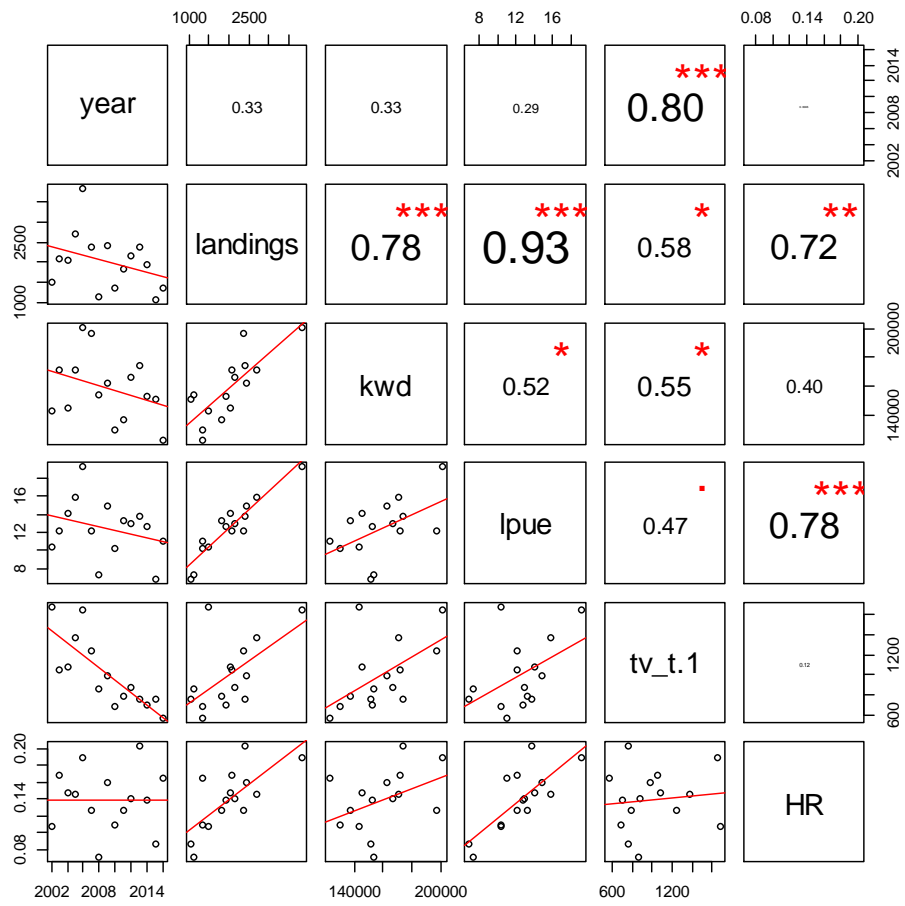 1000 2500 8 12 16 0.08 0.14 0.20
year 0.33 0.33 0.29 0.80 *** 2002 2008 2014
1000 2500 landings 0.78 *** 0.93 *** 0.58 * 0.72 **
kwd 0.52 * 0.55 * 0.40 140000 200000
8 12 16 lpue 0.47 . 0.78 ***
tv_t.1 0.12 600 1200
0.08 0.14 0.20 HR
2002 2008 2014 140000 200000 600 1200